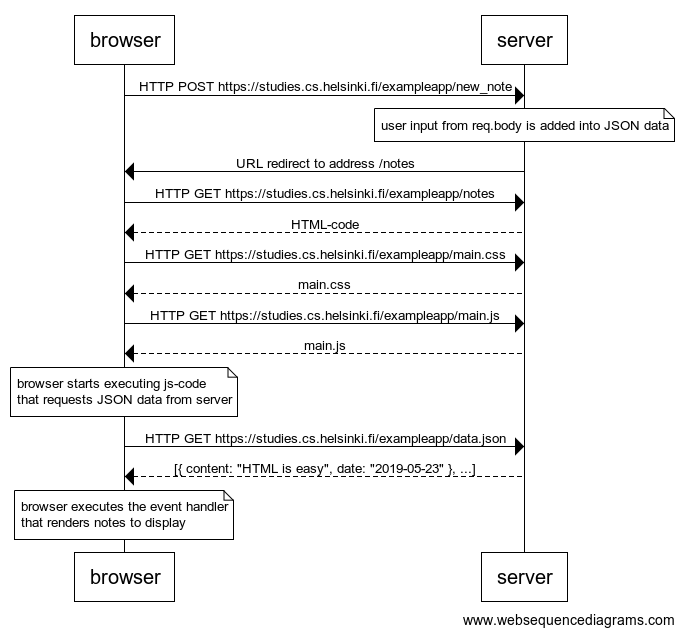 browser
server
HTTP POST https://studies.cs.helsinki.fi/exampleapp/new_note
user input from req.body is added into JSON data
URL redirect to address /notes
HTTP GET https://studies.cs.helsinki.fi/exampleapp/notes
HTML-code
HTTP GET https://studies.cs.helsinki.fi/exampleapp/main.css
main.css
HTTP GET https://studies.cs.helsinki.fi/exampleapp/main.js
main.js
browser starts executing js-code
that requests JSON data from server
HTTP GET https://studies.cs.helsinki.fi/exampleapp/data.json
[{ content: "HTML is easy", date: "2019-05-23" }, ...]
browser executes the event handler
that renders notes to display
browser
server
www.websequencediagrams.com